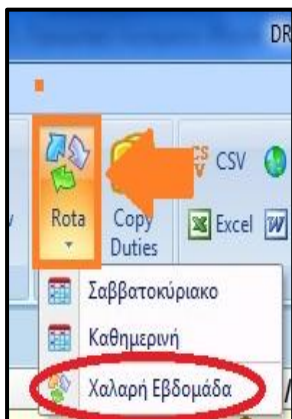 DR
Rota
Copy
Duties
CSV
Excel
Σαββατοκύριακο
Καθημερινή
Χαλαρή Εβδομάδα